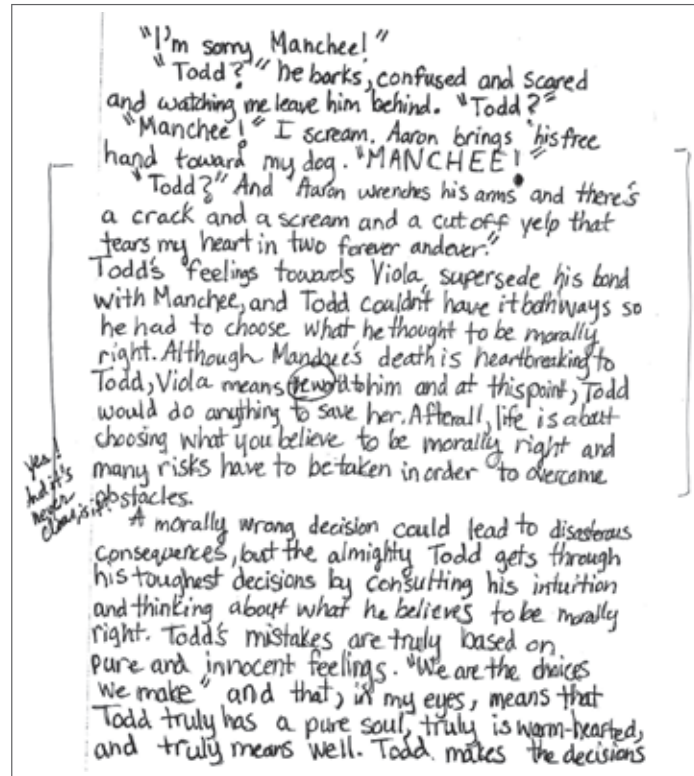 "I'm sorry Manchee!"
"Todd?" he barks, confused and scared
and watching me leave him behind. "Todd?"
"Manchee!" I scream. Aaron brings his free
hand toward my dog. "MANCHEE!"
"Todd?" And Aaron wrenches his arms and there's
a crack and a scream and a cut off yelp that
tears my heart in two forever andever."
Todd's feelings towards Viola, supersede his bond
with Manchee, and Todd couldn't have it both ways so
he had to choose what he thought to be morally
right. Although Manchee's death is heartbreaking to
Todd, Viola means to him and at this point, Todd
would do anything to save her. Afterall, life is about
choosing what you believe to be morally right and
many risks have to be taken in order to overcome
obstacles.
yes!
but it's
never
clean, is it?
A morally wrong decision could lead to disasterous
consequences, but the almighty Todd gets through
his toughest decisions by consulting his intuition
and thinking about what he believes to be morally
right. Todd's mistakes are truly based on
pure and innocent feelings. "We are the choices
we make" and that, in my eyes, means that
Todd truly has a pure soul, truly is warm-hearted,
and truly means well. Todd makes the decisions